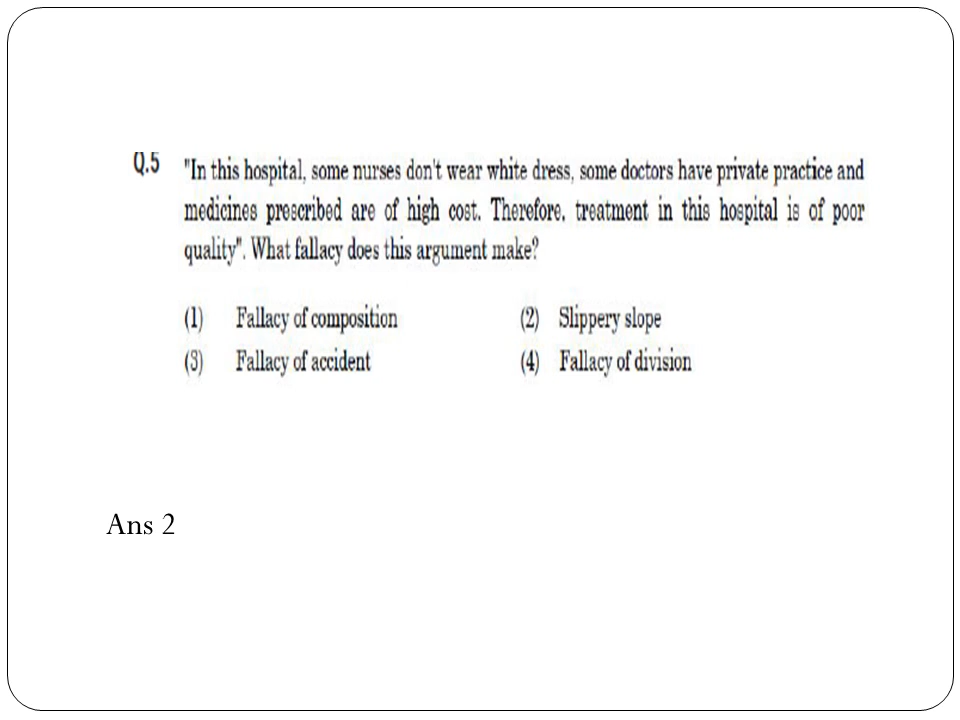 Q.5 "In this hospital, some nurses don't wear white dress, some doctors have private practice and
medicines prescribed are of high cost. Therefore, treatment in this hospital is of poor
quality". What fallacy does this argument make?
(1) Fallacy of composition (2) Slippery slope
(3) Fallacy of accident (4) Fallacy of division
Ans 2